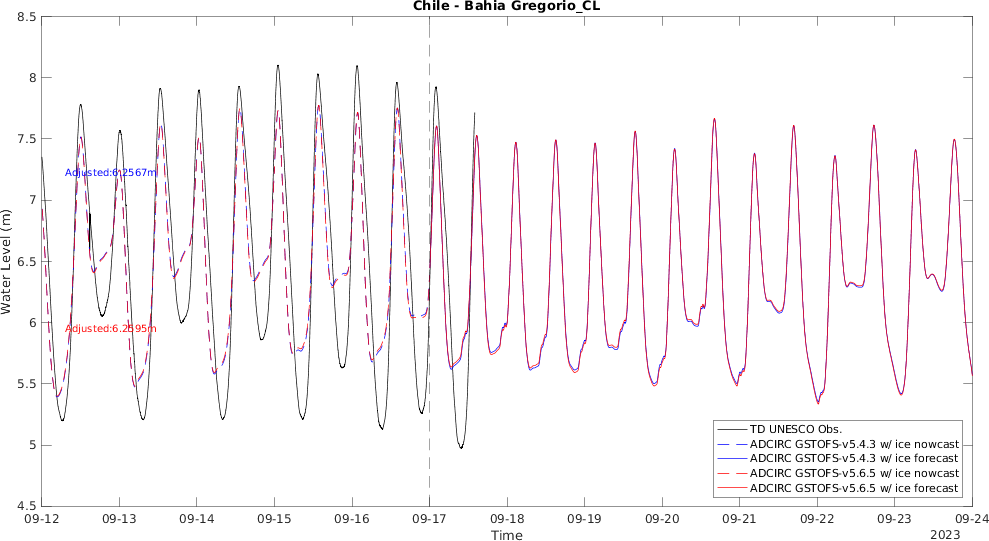 Chile - Bahia Gregorio_CL
8.5
8
7.5
7
6.5
6
5.5
5
4.5
Water Level (m)
Adjusted:6.2567m
Adjusted:6.2595m
TD UNESCO Obs.
ADCIRC GSTOFS-v5.4.3 w/ ice nowcast
ADCIRC GSTOFS-v5.4.3 w/ ice forecast
ADCIRC GSTOFS-v5.6.5 w/ ice nowcast
ADCIRC GSTOFS-v5.6.5 w/ ice forecast
09-12 09-13 09-14 09-15 09-16 09-17 09-18 09-19 09-20 09-21 09-22 09-23 09-24
Time
2023